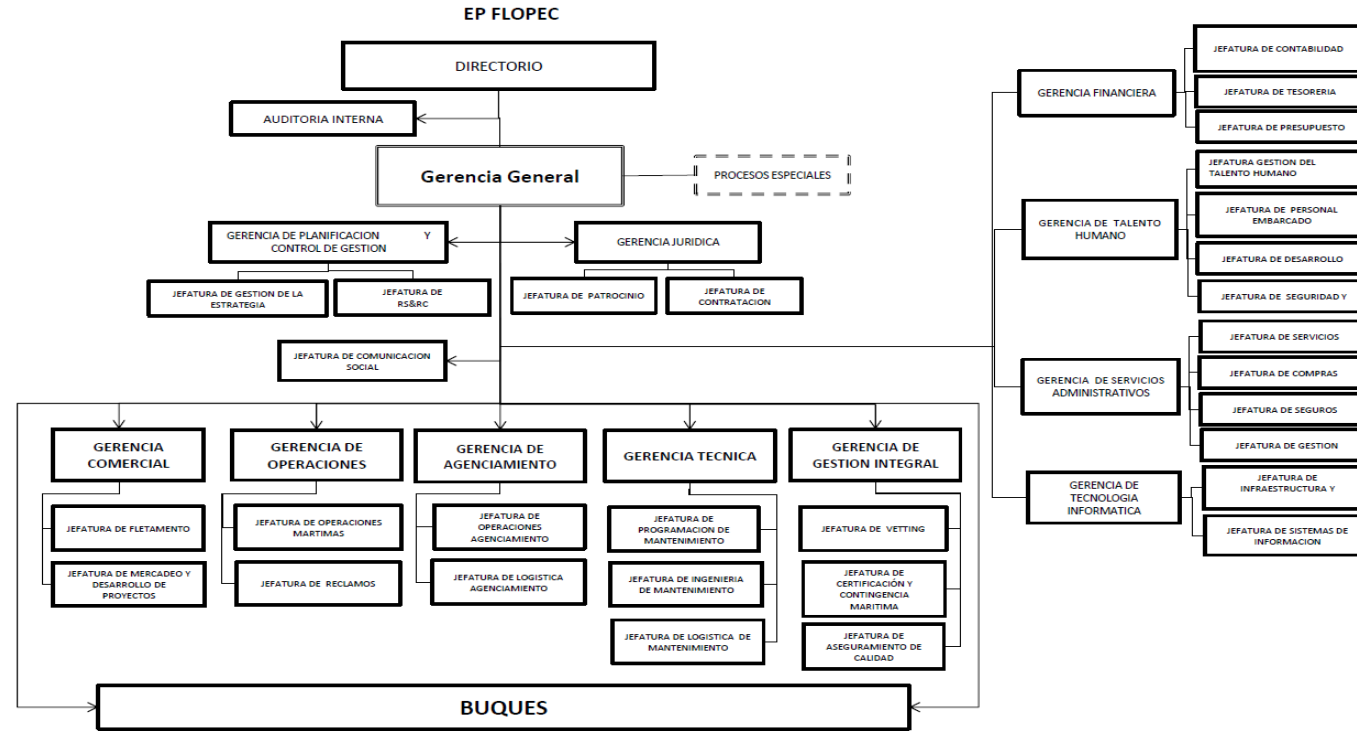 EP FLOPEC
DIRECTORIO
AUDITORIA INTERNA
Gerencia General
PROCESOS ESPECIALES
GERENCIA DE PLANIFICACION Y
CONTROL DE GESTION
GERENCIA JURIDICA
JEFATURA DE GESTION DE LA
ESTRATEGIA
JEFATURA DE
RS&RC
JEFATURA DE PATROCINIO
JEFATURA DE
CONTRATACION
JEFATURA DE COMUNICACION
SOCIAL
GERENCIA
COMERCIAL
JEFATURA DE FLETAMENTO
JEFATURA DE MERCADEO Y
DESARROLLO DE
PROYECTOS
GERENCIA DE
OPERACIONES
JEFATURA DE OPERACIONES
MARTIMAS
JEFATURA DE RECLAMOS
GERENCIA DE
AGENCIAMIENTO
JEFATURA DE
OPERACIONES
AGENCIAMIENTO
JEFATURA DE LOGISTICA
AGENCIAMIENTO
GERENCIA TECNICA
JEFATURA DE
PROGRAMACION DE
MANTENIMIENTO
JEFATURA DE INGENIERIA
DE MANTENIMIENTO
JEFATURA DE LOGISTICA DE
MANTENIMIENTO
GERENCIA DE
GESTION INTEGRAL
JEFATURA DE VETTING
JEFATURA DE
CERTIFICACIÓN Y
CONTINGENCIA
MARITIMA
JEFATURA DE
ASEGURAMIENTO DE
CALIDAD
BUQUES
GERENCIA FINANCIERA
JEFATURA DE CONTABILIDAD
JEFATURA DE TESORERIA
JEFATURA DE PRESUPUESTO
GERENCIA DE TALENTO
HUMANO
JEFATURA GESTION DEL
TALENTO HUMANO
JEFATURA DE PERSONAL
EMBARCADO
JEFATURA DE DESARROLLO
JEFATURA DE SEGURIDAD Y
GERENCIA DE SERVICIOS
ADMINISTRATIVOS
JEFATURA DE SERVICIOS
JEFATURA DE COMPRAS
JEFATURA DE SEGUROS
JEFATURA DE GESTION
GERENCIA DE
TECNOLOGIA
INFORMATICA
JEFATURA DE
INFRAESTRUCTURA Y
JEFATURA DE SISTEMAS DE
INFORMACION